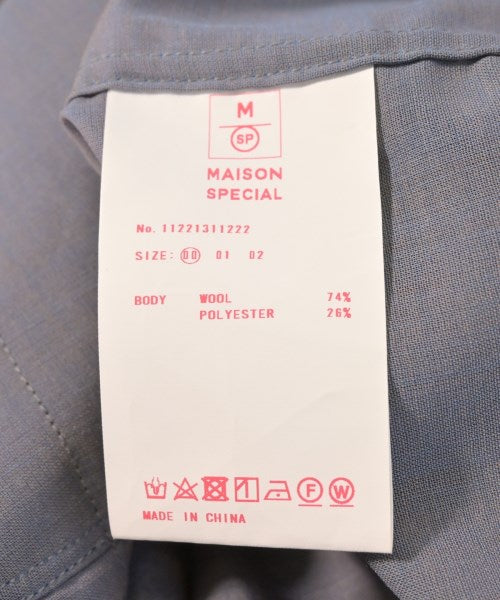 M
SP
MAISON
SPECIAL
No. 11221311222
SIZE: 00 01 02
BODY WOOL 74%
POLYESTER 26%
F W
MADE IN CHINA